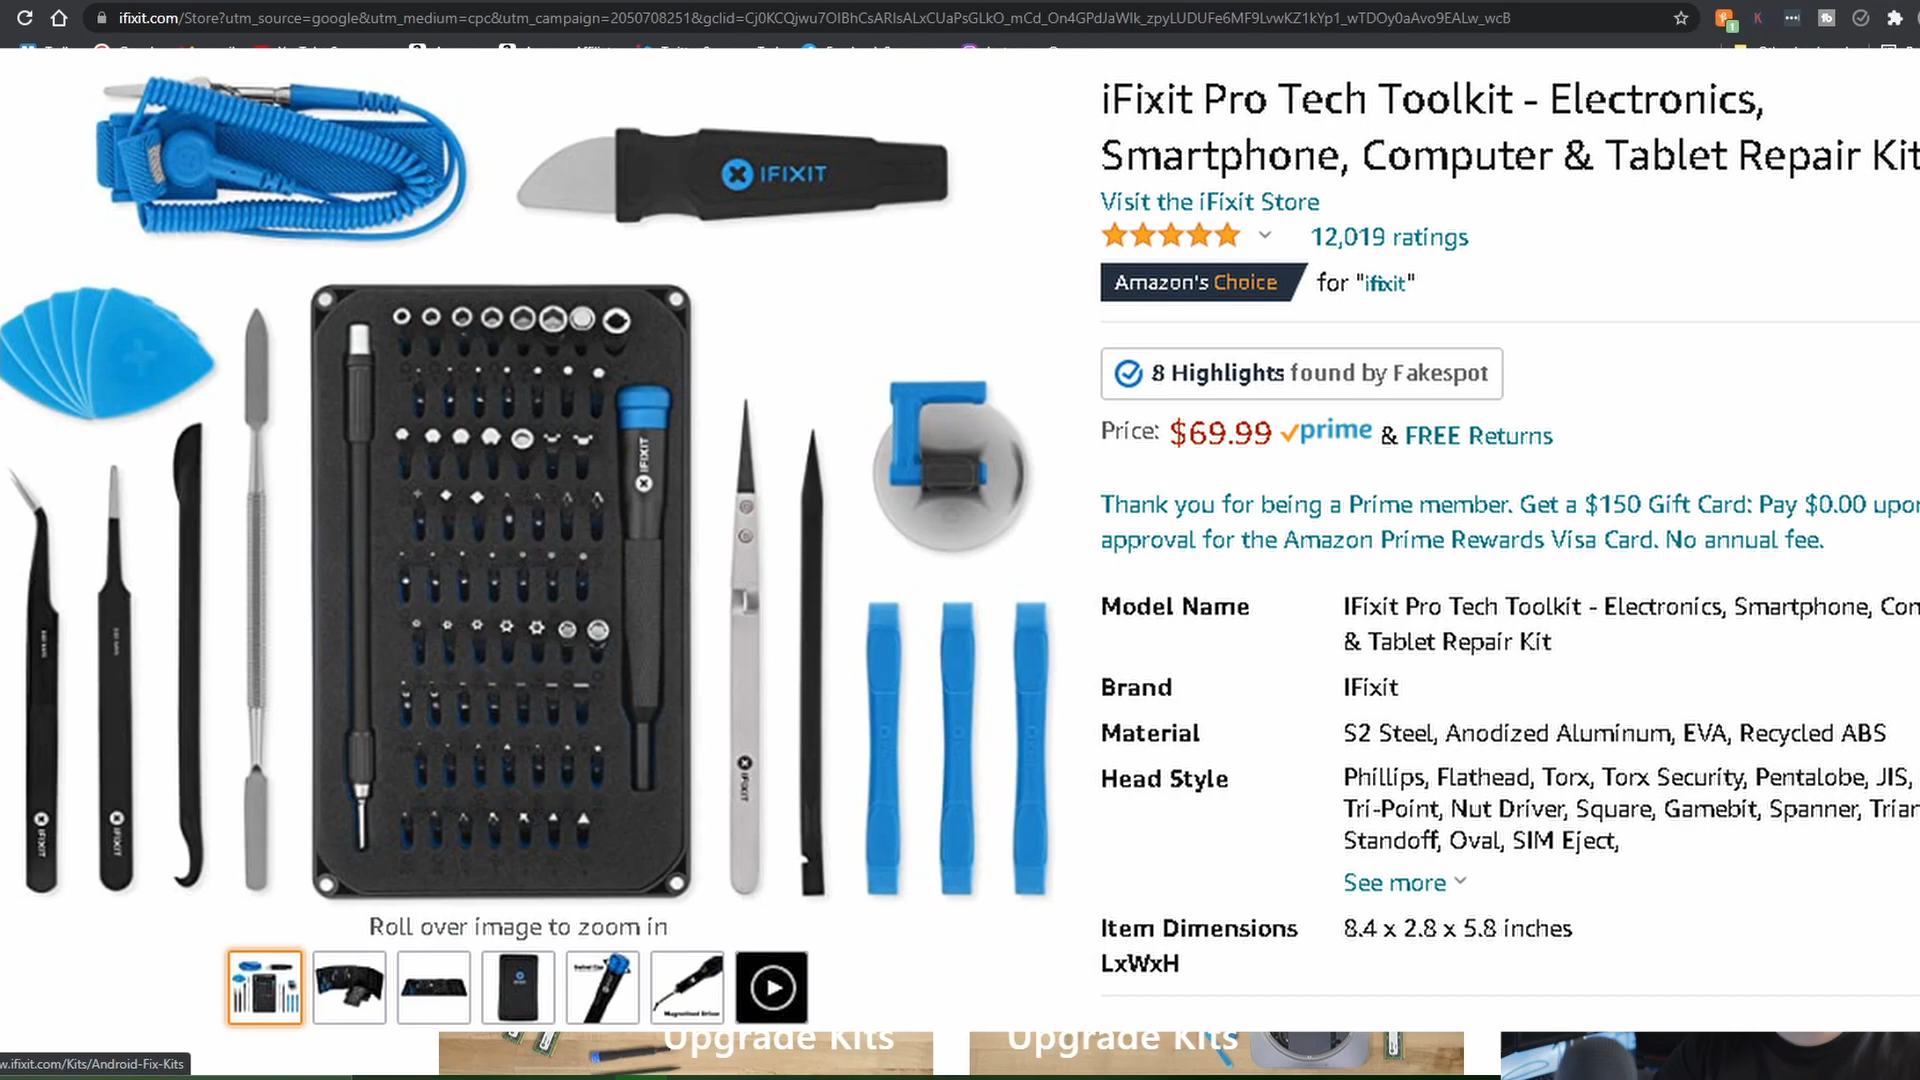 ifixit.com/Store?utm_source=google&utm_medium=cpc&utm_campaign=2050708251&gclid=Cj0KCQjwu7OIBhCsARIsALxCUaPsGLkO_mCd_On4GPdJaWIk_zpyLUDUFe6MF9LvwKZ1kYp1_wTDOy0aAvo9EALw_wcB
iFixit Pro Tech Toolkit - Electronics,
Smartphone, Computer & Tablet Repair Kit
Visit the iFixit Store
12,019 ratings
Amazon's Choice for "ifixit"
8 Highlights found by Fakespot
Price: $69.99 prime & FREE Returns
Thank you for being a Prime member. Get a $150 Gift Card: Pay $0.00 upon
approval for the Amazon Prime Rewards Visa Card. No annual fee.
Model Name IFixit Pro Tech Toolkit - Electronics, Smartphone, Com
& Tablet Repair Kit
Brand IFixit
Material S2 Steel, Anodized Aluminum, EVA, Recycled ABS
Head Style Phillips, Flathead, Torx, Torx Security, Pentalobe, JIS,
Tri-Point, Nut Driver, Square, Gamebit, Spanner, Trian
Standoff, Oval, SIM Eject,
See more
Item Dimensions 8.4 x 2.8 x 5.8 inches
LxWxH
IFIXIT
IFIXIT
IFIXIT
IFIXIT
IFIXIT
Roll over image to zoom in
Magnetized Driver
Upgrade Kits
Upgrade Kits
w.ifixit.com/Kits/Android-Fix-Kits